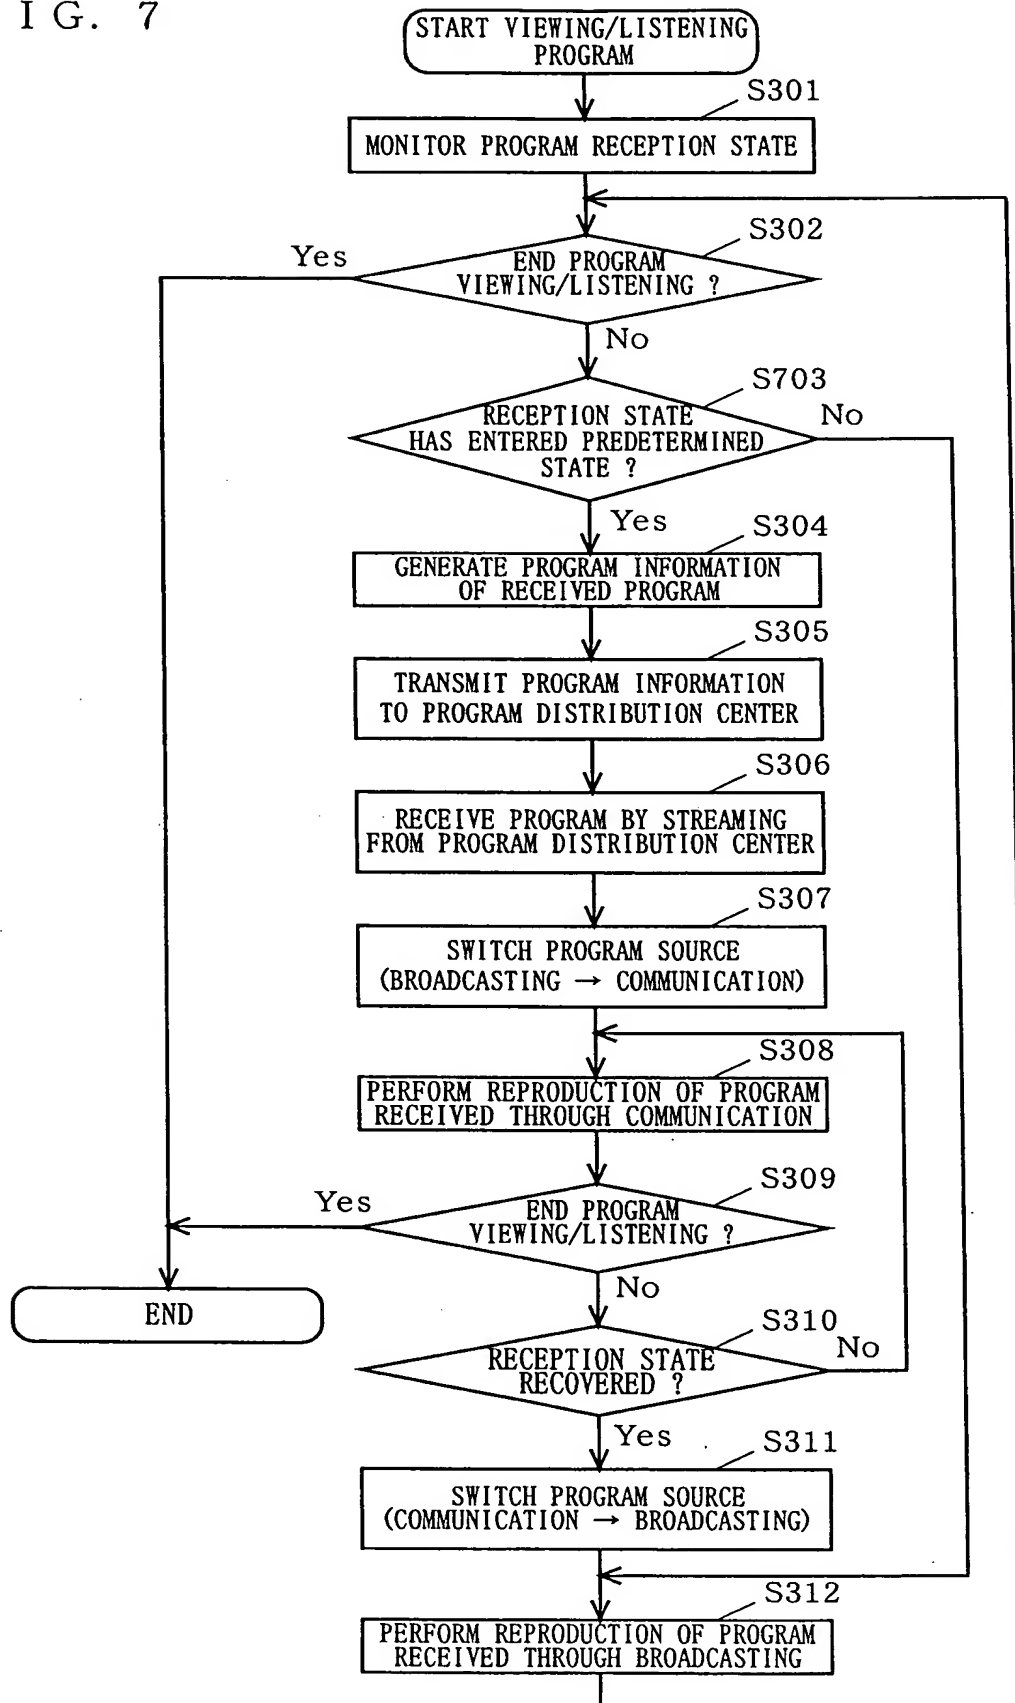 IG. 7
START VIEWING/LISTENING
PROGRAM
S301
MONITOR PROGRAM RECEPTION STATE
S302
Yes
END PROGRAM
VIEWING/LISTENING ?
No
S703
RECEPTION STATE
No
HAS ENTERED PREDETERMINED
STATE ?
Yes
S304
GENERATE PROGRAM INFORMATION
OF RECEIVED PROGRAM
S305
TRANSMIT PROGRAM INFORMATION
TO PROGRAM DISTRIBUTION CENTER
S306
RECEIVE PROGRAM BY STREAMING
FROM PROGRAM DISTRIBUTION CENTER
S307
SWITCH PROGRAM SOURCE
(BROADCASTING → COMMUNICATION)
S308
PERFORM REPRODUCTION OF PROGRAM
RECEIVED THROUGH COMMUNICATION
S309
Yes
END PROGRAM
VIEWING/LISTENING ?
No
END
S310
No
RECEPTION STATE
RECOVERED ?
Yes
S311
SWITCH PROGRAM SOURCE
(COMMUNICATION → BROADCASTING)
S312
PERFORM REPRODUCTION OF PROGRAM
RECEIVED THROUGH BROADCASTING